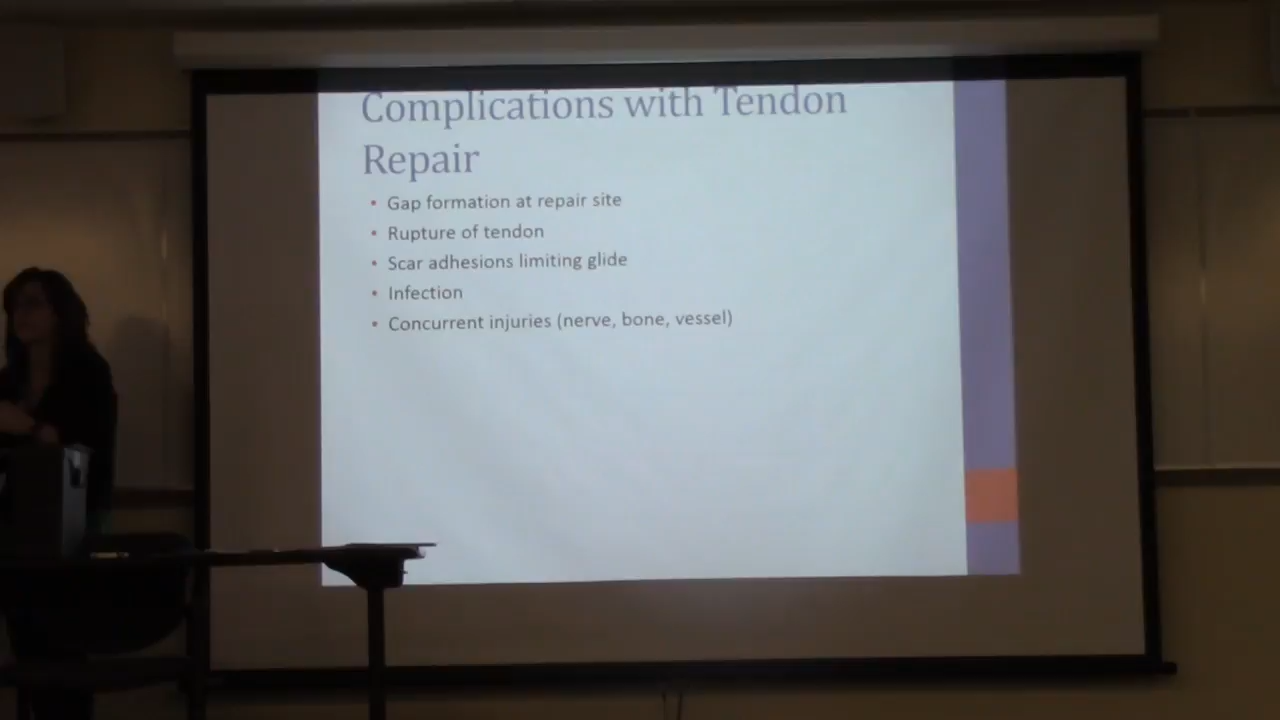 Complications with Tendon
Repair
• Gap formation at repair site
• Rupture of tendon
• Scar adhesions limiting glide
• Infection
• Concurrent injuries (nerve, bone, vessel)